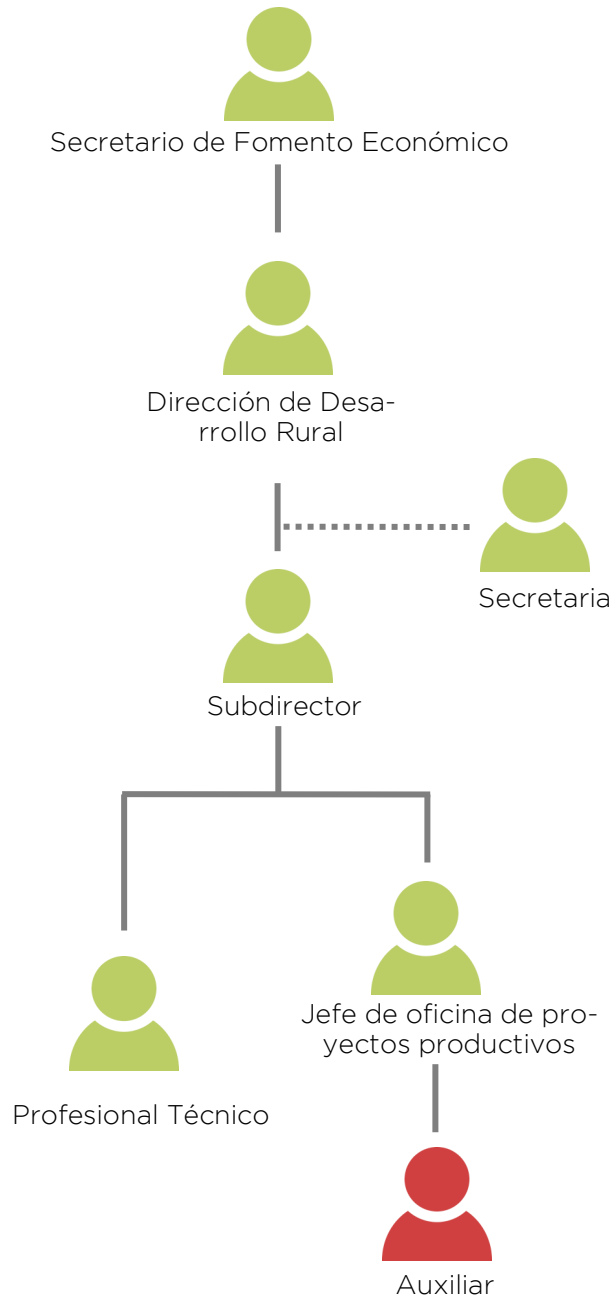 Secretario de Fomento Económico
Dirección de Desa-
rrollo Rural
Secretaria
Subdirector
Jefe de oficina de pro-
yectos productivos
Profesional Técnico
Auxiliar